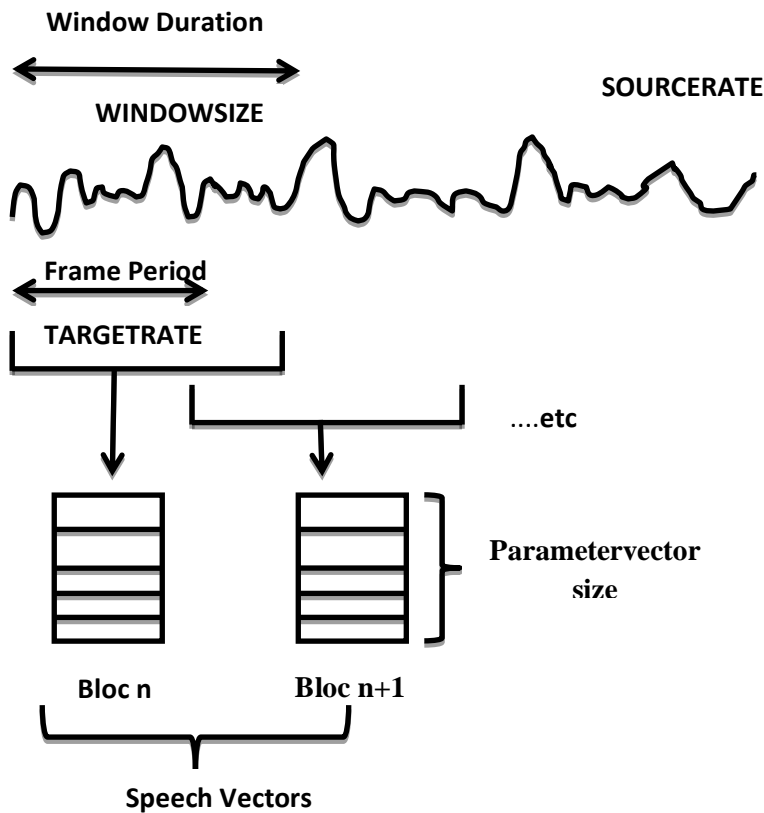 Window Duration
SOURCERATE
WINDOWSIZE
Frame Period
TARGETRATE
....etc
Parametervector
size
Bloc n
Bloc n+1
Speech Vectors